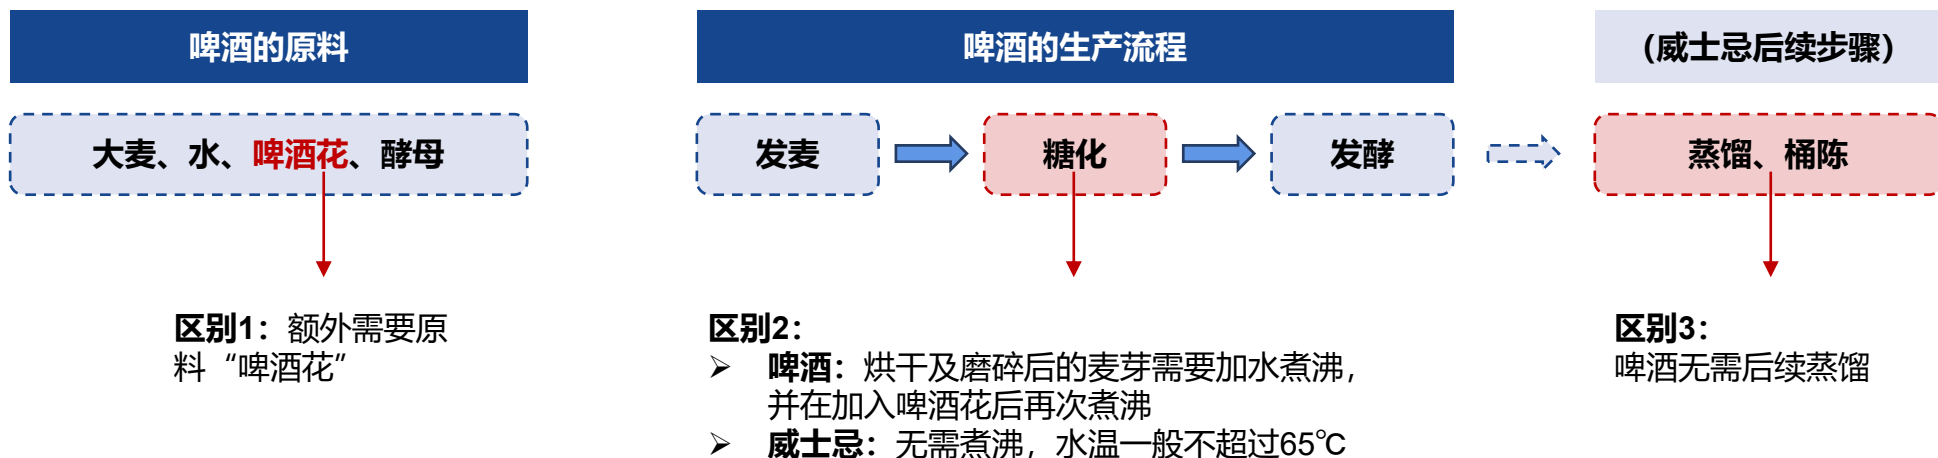 啤酒的原料
大麦、水、啤酒花、酵母
区别1：额外需要原
料“啤酒花”
啤酒的生产流程
发麦
糖化
发酵
区别2：
➢ 啤酒：烘干及磨碎后的麦芽需要加水煮沸，
并在加入啤酒花后再次煮沸
➢ 威士忌：无需煮沸，水温一般不超过65℃
（威士忌后续步骤）
蒸馏、桶陈
区别3：
啤酒无需后续蒸馏